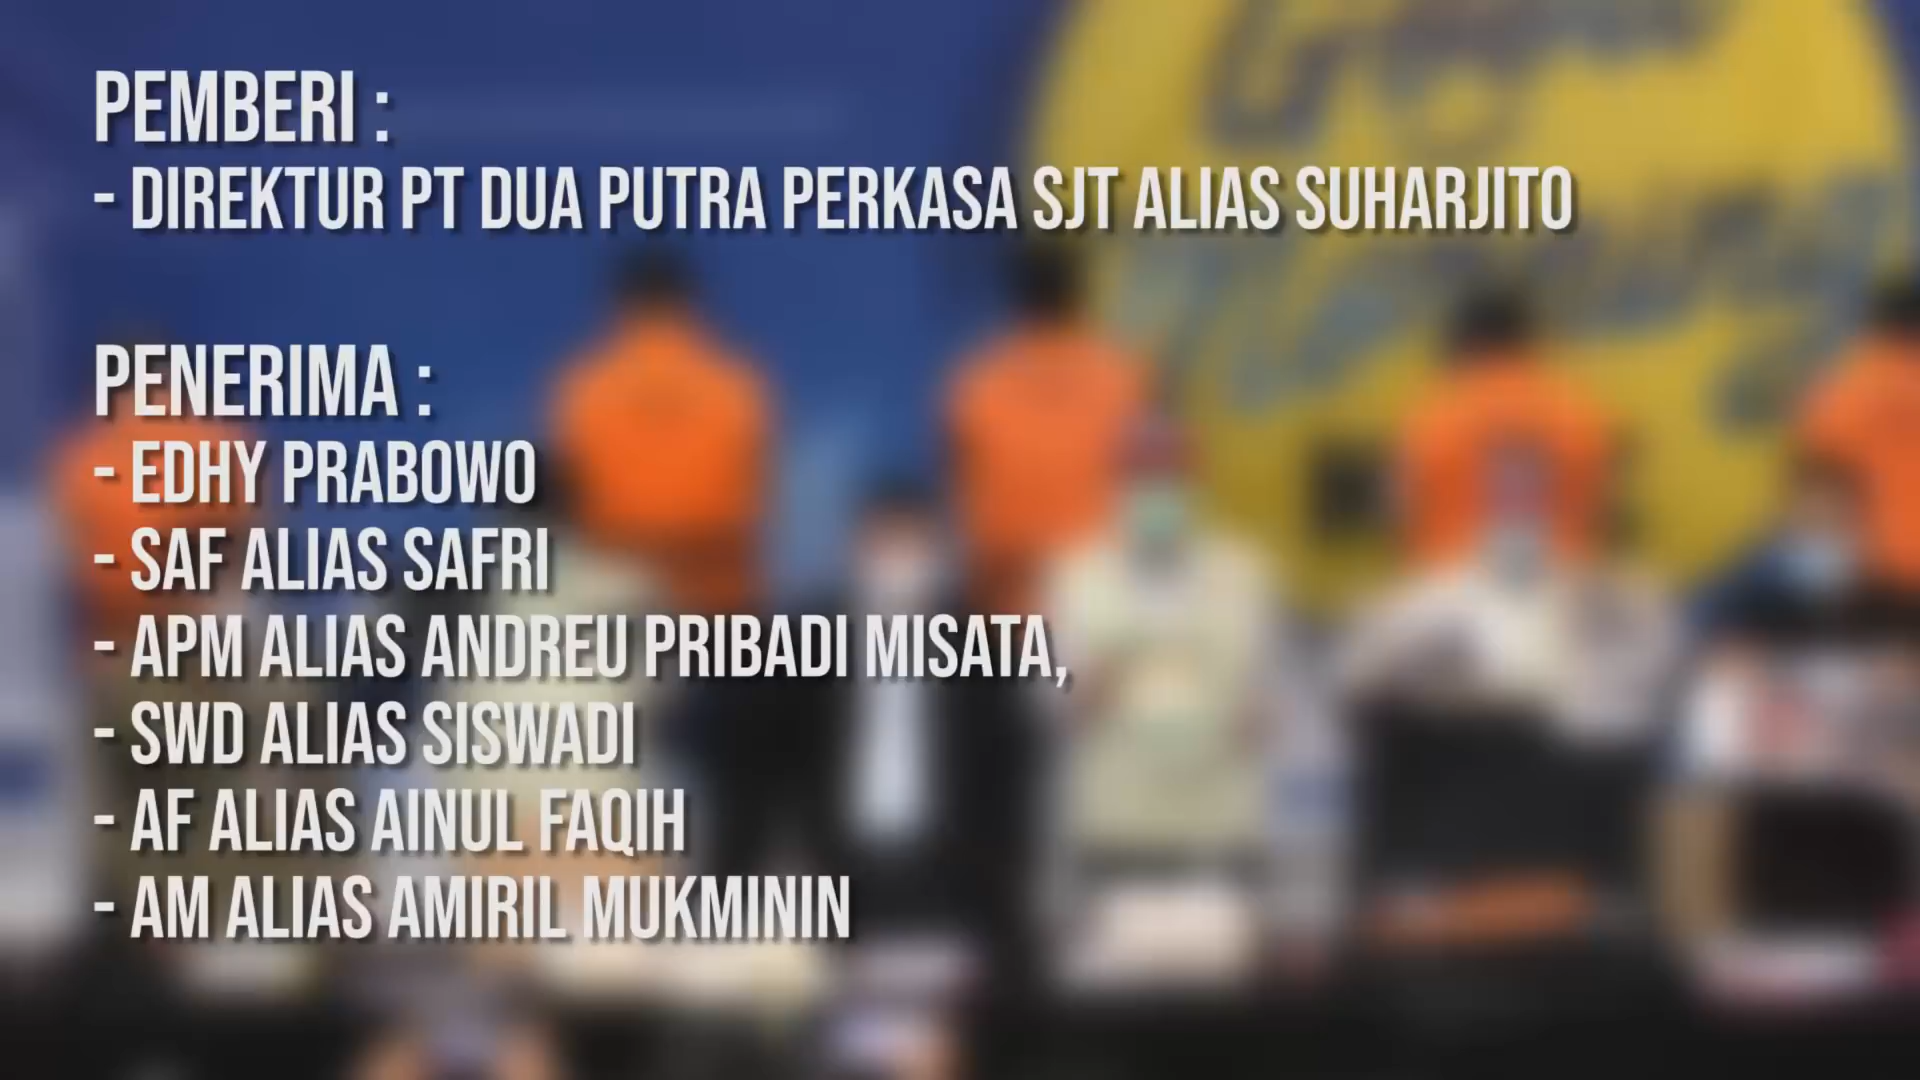 PEMBERI :
- DIREKTUR PT DUA PUTRA PERKASA SJT ALIAS SUHARJITO
PENERIMA :
- EDHY PRABOWO
- SAF ALIAS SAFRI
- APM ALIAS ANDREU PRIBADI MISATA,
- SWD ALIAS SISWADI
- AF ALIAS AINUL FAQIH
- AM ALIAS AMIRIL MUKMININ